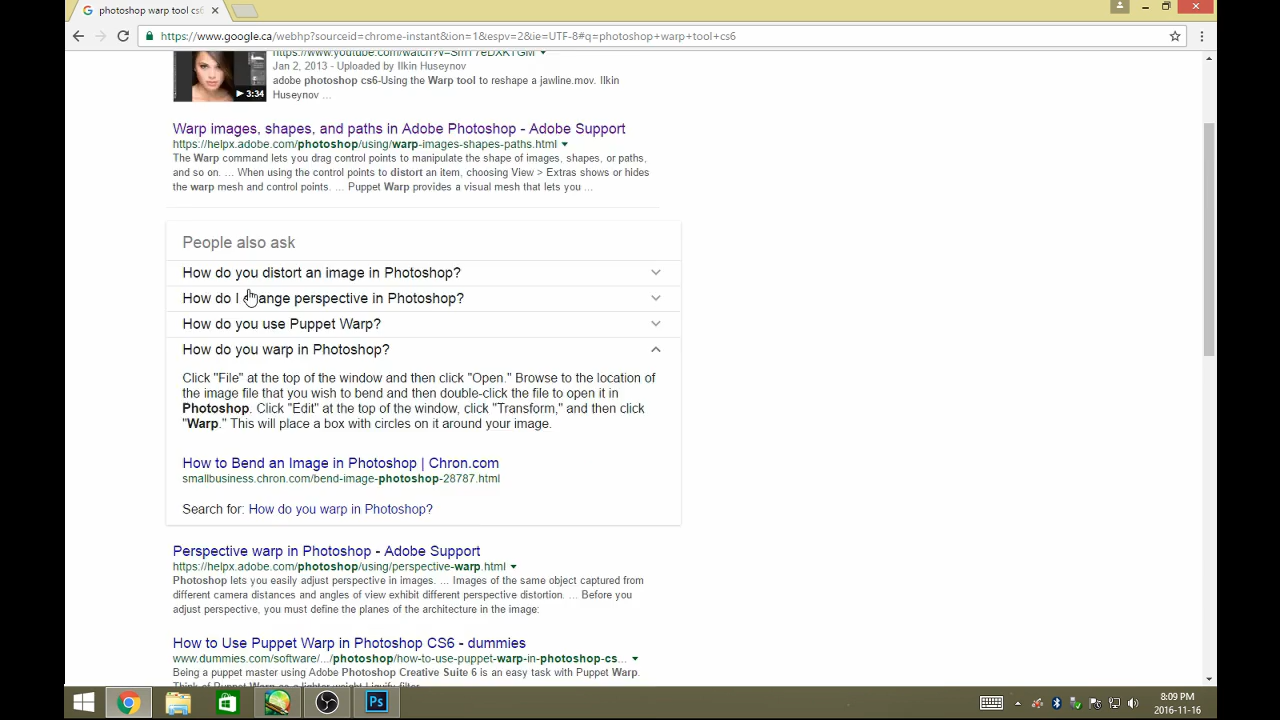 photoshop warp tool cs6
https://www.google.ca/webhp?sourceid=chrome-instant&ion=1&espv=2&ie=UTF-8#q=photoshop+warp+tool+cs6
Jan 2, 2013 - Uploaded by Ilkin Huseynov
adobe photoshop cs6-Using the Warp tool to reshape a jawline.mov. Ilkin
Huseynov ...
3:34
Warp images, shapes, and paths in Adobe Photoshop - Adobe Support
https://helpx.adobe.com/photoshop/using/warp-images-shapes-paths.html
The Warp command lets you drag control points to manipulate the shape of images, shapes, or paths,
and so on. ... When using the control points to distort an item, choosing View > Extras shows or hides
the warp mesh and control points. ... Puppet Warp provides a visual mesh that lets you ...
People also ask
How do you distort an image in Photoshop?
How do I change perspective in Photoshop?
How do you use Puppet Warp?
How do you warp in Photoshop?
Click "File" at the top of the window and then click "Open." Browse to the location of
the image file that you wish to bend and then double-click the file to open it in
Photoshop. Click "Edit" at the top of the window, click "Transform," and then click
"Warp." This will place a box with circles on it around your image.
How to Bend an Image in Photoshop | Chron.com
smallbusiness.chron.com/bend-image-photoshop-28787.html
Search for: How do you warp in Photoshop?
Perspective warp in Photoshop - Adobe Support
https://helpx.adobe.com/photoshop/using/perspective-warp.html
Photoshop lets you easily adjust perspective in images. ... Images of the same object captured from
different camera distances and angles of view exhibit different perspective distortion. ... Before you
adjust perspective, you must define the planes of the architecture in the image:
How to Use Puppet Warp in Photoshop CS6 - dummies
www.dummies.com/software/.../photoshop/how-to-use-puppet-warp-in-photoshop-cs...
Being a puppet master using Adobe Photoshop Creative Suite 6 is an easy task with Puppet Warp.
Ps
8:09 PM
2016-11-16